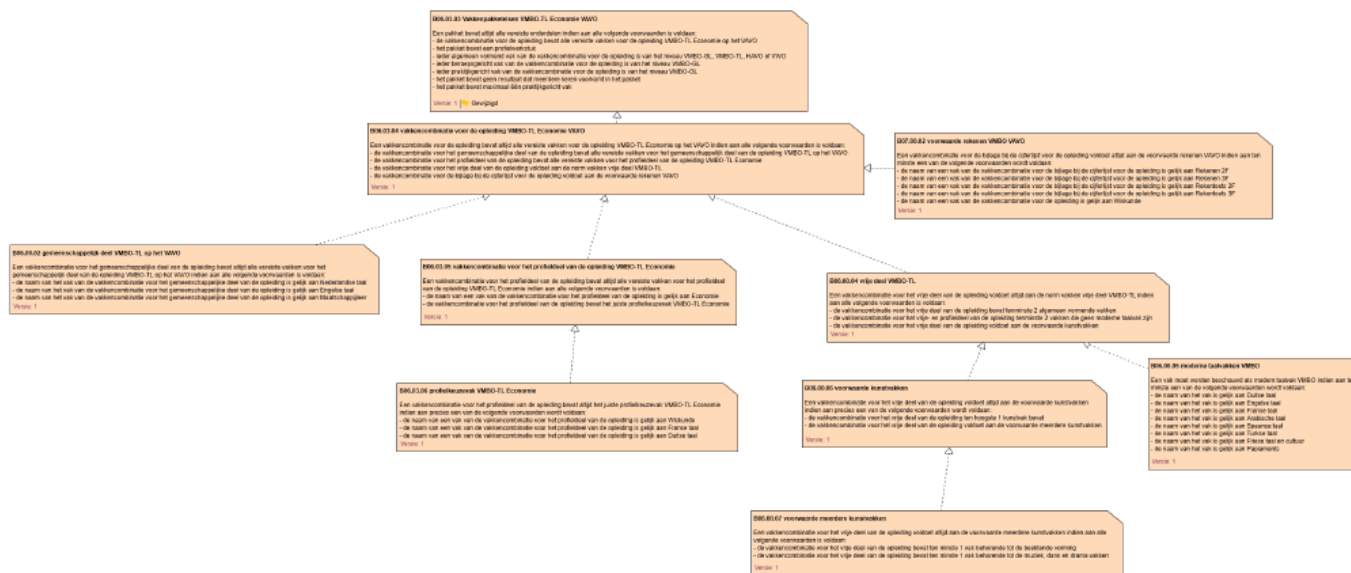 B06.03.03 Vakkenpakketeisen VMBO-TL Economie VAVO
Een pakket bevat altijd alle vereiste onderdelen indien aan alle volgende voorwaarden is voldaan:
- de vakkencombinatie voor de opleiding bevat alle vereiste vakken voor de opleiding VMBO-TL Economie op het VAVO
- het pakket bevat een profielwerkstuk
- ieder algemeen vormend vak van de vakkencombinatie voor de opleiding is van het niveau VMBO-GL, VMBO-TL, HAVO of VWO
- ieder beroepsgericht vak van de vakkencombinatie voor de opleiding is van het niveau VMBO-GL
- ieder praktijkgericht vak van de vakkencombinatie voor de opleiding is van het niveau VMBO-GL
- het pakket bevat geen resultaat dat meerdere keren voorkomt in het pakket
- het pakket bevat maximaal één praktijkgericht vak
Versie: 1 Gewijzigd
B06.03.04 vakkencombinatie voor de opleiding VMBO-TL Economie VAVO
Een vakkencombinatie voor de opleiding bevat altijd alle vereiste vakken voor de opleiding VMBO-TL Economie op het VAVO indien aan alle volgende voorwaarden is voldaan:
- de vakkencombinatie voor het gemeenschappelijke deel van de opleiding bevat alle vereiste vakken voor het gemeenschappelijk deel van de opleiding VMBO-TL op het VAVO
- de vakkencombinatie voor het profieldeel van de opleiding bevat alle vereiste vakken voor het profieldeel van de opleiding VMBO-TL Economie
- de vakkencombinatie voor het vrije deel van de opleiding voldoet aan de norm vakken vrije deel VMBO-TL
- de vakkencombinatie voor de bijlage bij de cijferlijst voor de opleiding voldoet aan de voorwaarde rekenen VAVO
Versie: 1
B07.00.02 voorwaarde rekenen VMBO VAVO
Een vakkencombinatie voor de bijlage bij de cijferlijst voor de opleiding voldoet altijd aan de voorwaarde rekenen VAVO indien aan ten
minste een van de volgende voorwaarden wordt voldaan:
- de naam van een vak van de vakkencombinatie voor de bijlage bij de cijferlijst voor de opleiding is gelijk aan Rekenen 2F
- de naam van een vak van de vakkencombinatie voor de bijlage bij de cijferlijst voor de opleiding is gelijk aan Rekenen 3F
- de naam van een vak van de vakkencombinatie voor de bijlage bij de cijferlijst voor de opleiding is gelijk aan Rekentoets 2F
- de naam van een vak van de vakkencombinatie voor de bijlage bij de cijferlijst voor de opleiding is gelijk aan Rekentoets 3F
- de naam van een vak van de vakkencombinatie voor de opleiding is gelijk aan Wiskunde
Versie: 1
B06.00.02 gemeenschappelijk deel VMBO-TL op het VAVO
Een vakkencombinatie voor het gemeenschappelijke deel van de opleiding bevat altijd alle vereiste vakken voor het
gemeenschappelijk deel van de opleiding VMBO-TL op het VAVO indien aan alle volgende voorwaarden is voldaan:
- de naam van het vak van de vakkencombinatie voor het gemeenschappelijke deel van de opleiding is gelijk aan Nederlandse taal
- de naam van het vak van de vakkencombinatie voor het gemeenschappelijke deel van de opleiding is gelijk aan Engelse taal
- de naam van het vak van de vakkencombinatie voor het gemeenschappelijke deel van de opleiding is gelijk aan Maatschappijleer
Versie: 1
B06.03.05 vakkencombinatie voor het profieldeel van de opleiding VMBO-TL Economie
Een vakkencombinatie voor het profieldeel van de opleiding bevat altijd alle vereiste vakken voor het profieldeel
van de opleiding VMBO-TL Economie indien aan alle volgende voorwaarden is voldaan:
- de naam van een vak van de vakkencombinatie voor het profieldeel van de opleiding is gelijk aan Economie
- de vakkencombinatie voor het profieldeel van de opleiding bevat het juiste profielkeuzevak VMBO-TL Economie
Versie: 1
B06.00.04 vrije deel VMBO-TL
Een vakkencombinatie voor het vrije deel van de opleiding voldoet altijd aan de norm vakken vrije deel VMBO-TL, indien
aan alle volgende voorwaarden is voldaan:
- de vakkencombinatie voor het vrije deel van de opleiding bevat tenminste 2 algemeen vormende vakken
- de vakkencombinatie voor het vrije- en profieldeel van de opleiding tenminste 2 vakken die geen moderne taalvak zijn
- de vakkencombinatie voor het vrije deel van de opleiding voldoet aan de voorwaarde kunstvakken
Versie: 1
B06.03.06 profielkeuzevak VMBO-TL Economie
Een vakkencombinatie voor het profieldeel van de opleiding bevat altijd het juiste profielkeuzevak VMBO-TL Economie
indien aan precies een van de volgende voorwaarden wordt voldaan:
- de naam van een vak van de vakkencombinatie voor het profieldeel van de opleiding is gelijk aan Wiskunde
- de naam van een vak van de vakkencombinatie voor het profieldeel van de opleiding is gelijk aan Franse taal
- de naam van een vak van de vakkencombinatie voor het profieldeel van de opleiding is gelijk aan Duitse taal
Versie: 1
B06.00.06 voorwaarde kunstvakken
Een vakkencombinatie voor het vrije deel van de opleiding voldoet altijd aan de voorwaarde kunstvakken
indien aan precies een van de volgende voorwaarden wordt voldaan:
- de vakkencombinatie voor het vrije deel van de opleiding ten hoogste 1 kunstvak bevat
- de vakkencombinatie voor het vrije deel van de opleiding voldoet aan de voorwaarde meerdere kunstvakken
Versie: 1
B06.00.05 moderne taalvakken VMBO
Een vak moet worden beschouwd als modern taalvak VMBO indien aan te
minste een van de volgende voorwaarden wordt voldaan:
- de naam van het vak is gelijk aan Duitse taal
- de naam van het vak is gelijk aan Engelse taal
- de naam van het vak is gelijk aan Franse taal
- de naam van het vak is gelijk aan Arabische taal
- de naam van het vak is gelijk aan Spaanse taal
- de naam van het vak is gelijk aan Turkse taal
- de naam van het vak is gelijk aan Friese taal en cultuur
- de naam van het vak is gelijk aan Papiaments
Versie: 1
B06.00.07 voorwaarde meerdere kunstvakken
Een vakkencombinatie voor het vrije deel van de opleiding voldoet altijd aan de voorwaarde meerdere kunstvakken indien aan alle
volgende voorwaarden is voldaan:
- de vakkencombinatie voor het vrije deel van de opleiding bevat ten minste 1 vak behorende tot de beeldende vorming
- de vakkencombinatie voor het vrije deel van de opleiding bevat ten minste 1 vak behorende tot de muziek, dans en drama vakken
Versie: 1